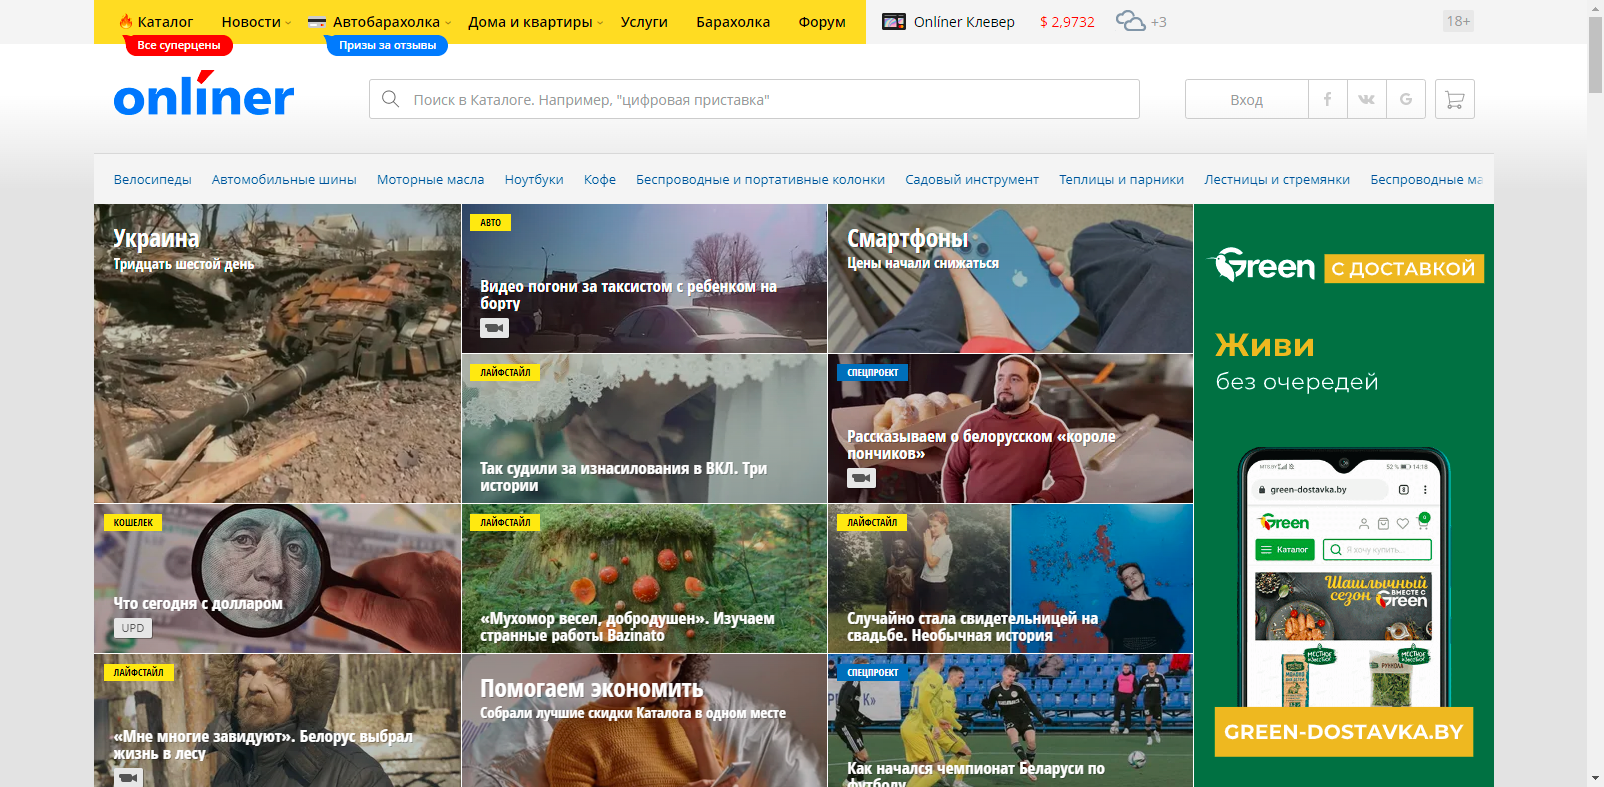 Каталог Новости Автобарахолка Дома и квартиры Услуги Барахолка Форум Onlíner Клевер $ 2,9732 +3 18+
Все суперцены Призы за отзывы
onlíner
Поиск в Каталоге. Например, "цифровая приставка"
Вход
Велосипеды Автомобильные шины Моторные масла Ноутбуки Кофе Беспроводные и портативные колонки Садовый инструмент Теплицы и парники Лестницы и стремянки Беспроводные ма
Украина
Тридцать шестой день
АВТО
Видео погони за таксистом с ребенком на
борту
Смартфоны
Цены начали снижаться
ЛАЙФСТАЙЛ
Так судили за изнасилования в ВКЛ. Три
истории
СПЕЦПРОЕКТ
Рассказываем о белорусском «короле
пончиков»
КОШЕЛЕК
Что сегодня с долларом
UPD
ЛАЙФСТАЙЛ
«Мухомор весел, добродушен». Изучаем
странные работы Bazinato
ЛАЙФСТАЙЛ
Случайно стала свидетельницей на
свадьбе. Необычная история
ЛАЙФСТАЙЛ
«Мне многие завидуют». Белорус выбрал
жизнь в лесу
Помогаем экономить
Собрали лучшие скидки Каталога в одном месте
СПЕЦПРОЕКТ
Как начался чемпионат Беларуси по
футболу
Green С ДОСТАВКОЙ
Живи
без очередей
52 % 14:18
green-dostavka.by
Green
Каталог Я хочу купить...
Шашлычный
сезон ВМЕСТЕ С
Green
МЕСТНОЕ МЕСТНОЕ
МОЛОКО РУККОЛА
GREEN-DOSTAVKA.BY